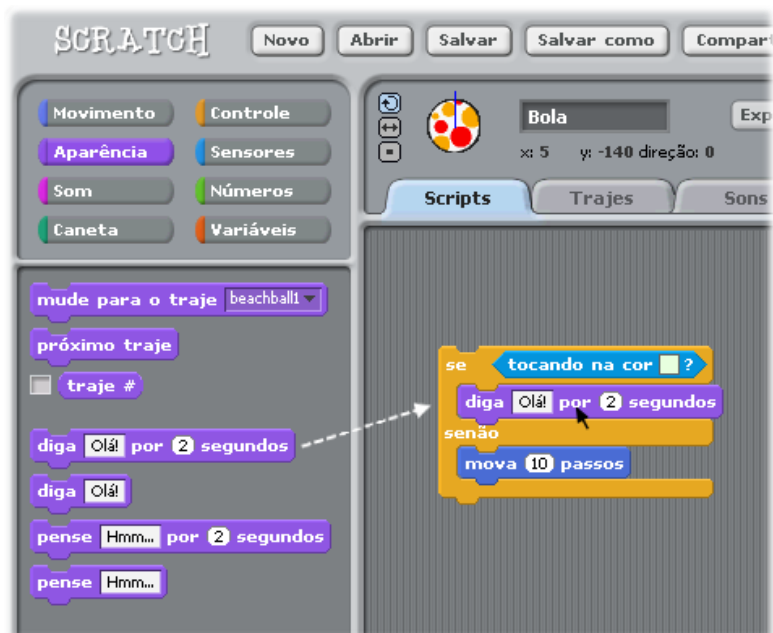 SCRATCH Novo Abrir Salvar Salvar como Compart
Movimento Controle
Aparência Sensores
Som Números
Caneta Variáveis
Bola Exp
x: 5 y: -140 direção: 0
Scripts Trajes Sons
mude para o traje beachball1
próximo traje
traje #
diga Olá! por 2 segundos
diga Olá!
pense Hmm... por 2 segundos
pense Hmm...
se tocando na cor ?
diga Olá! por 2 segundos
senão
mova 10 passos